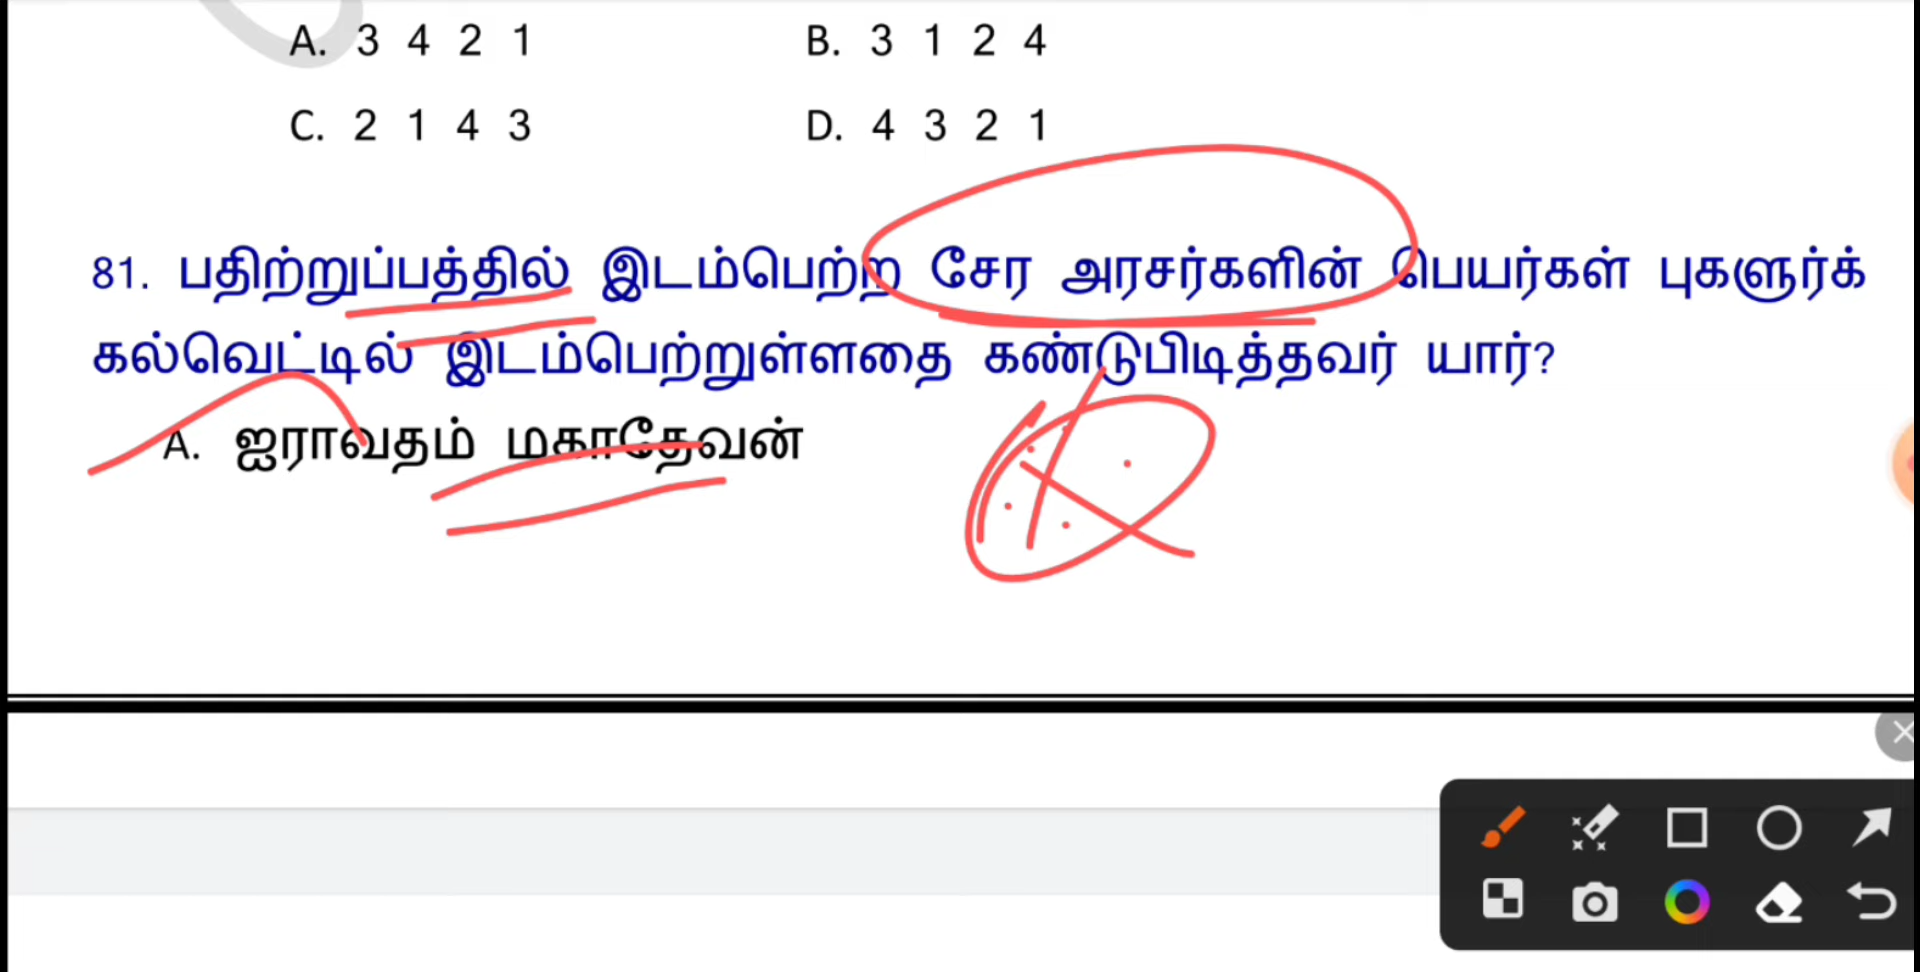 A. 3 4 2 1 B. 3 1 2 4
C. 2 1 4 3 D. 4 3 2 1
81. பதிற்றுப்பத்தில் இடம்பெற்ற சேர அரசர்களின் பெயர்கள் புகளுர்க்
கல்வெட்டில் இடம்பெற்றுள்ளதை கண்டுபிடித்தவர் யார்?
A. ஐராவதம் மகாதேவன்